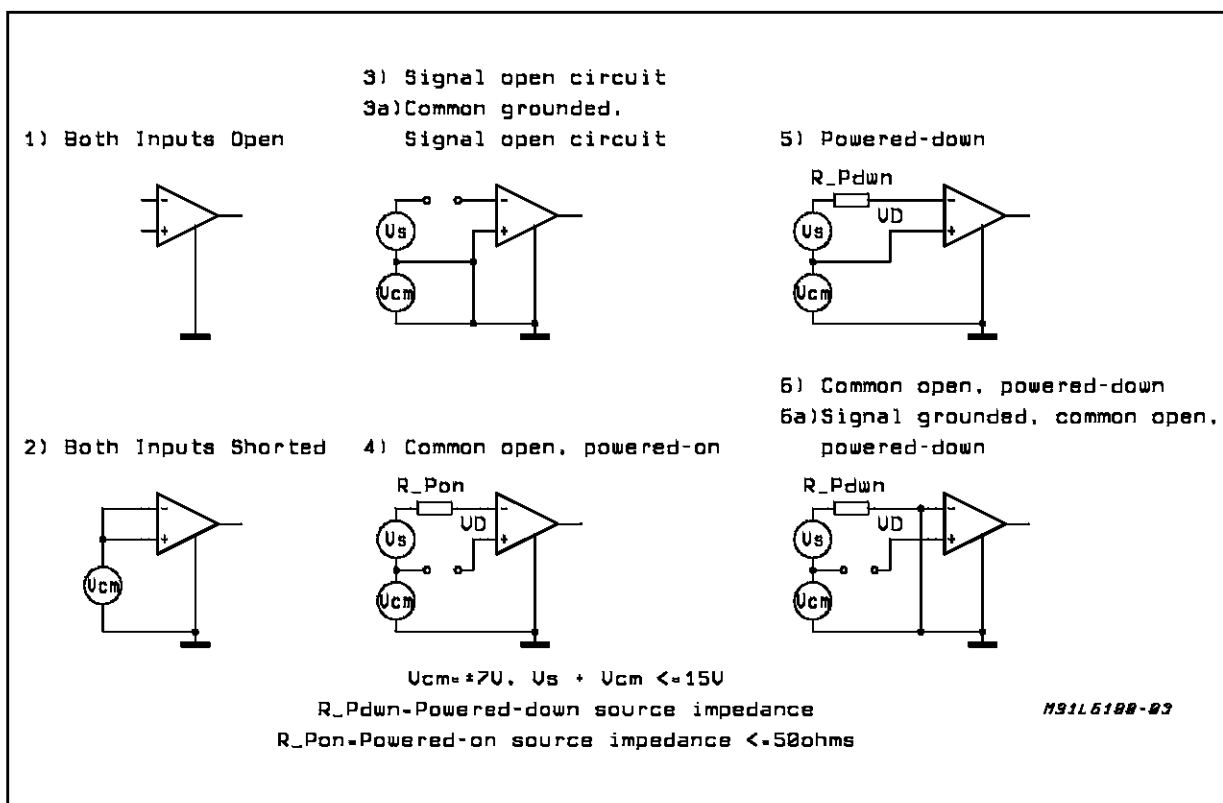 3) Signal open circuit
3a)Common grounded,
Signal open circuit
1) Both Inputs Open
5) Powered-down
- +
Vs
Vcm
- +
R_Pdwn
VD
Vs
Vcm
- +
6) Common open, powered-down
6a)Signal grounded, common open,
powered-down
2) Both Inputs Shorted
4) Common open, powered-on
Vcm
- +
R_Pon
VD
Vs
Vcm
- +
R_Pdwn
VD
Vs
Vcm
- +
Vcm=±7V, Vs + Vcm <=15V
R_Pdwn=Powered-down source impedance
R_Pon=Powered-on source impedance <=50ohms
M91L6100-03